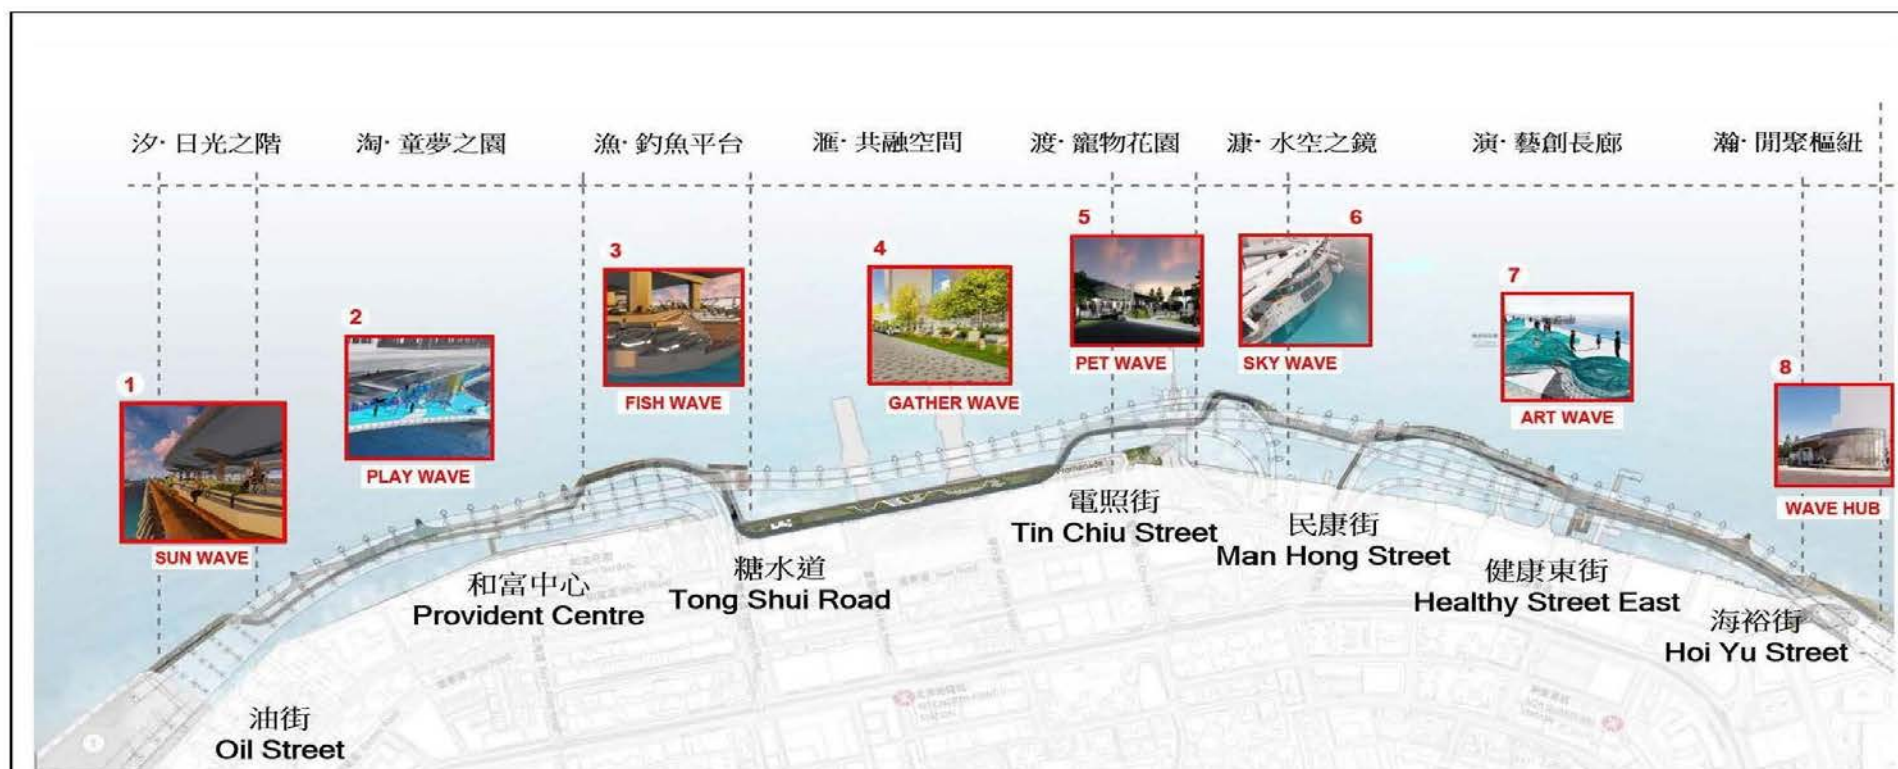 汐· 日光之階
淘· 童夢之園
漁· 釣魚平台
滙· 共融空間
渡· 寵物花園
濂· 水空之鏡
演· 藝創長廊
瀚· 閒聚樞紐
1
SUN WAVE
2
PLAY WAVE
3
FISH WAVE
4
GATHER WAVE
5
PET WAVE
6
SKY WAVE
7
ART WAVE
8
WAVE HUB
油街
Oil Street
和富中心
Provident Centre
糖水道
Tong Shui Road
電照街
Tin Chiu Street
民康街
Man Hong Street
健康東街
Healthy Street East
海裕街
Hoi Yu Street
Promenade